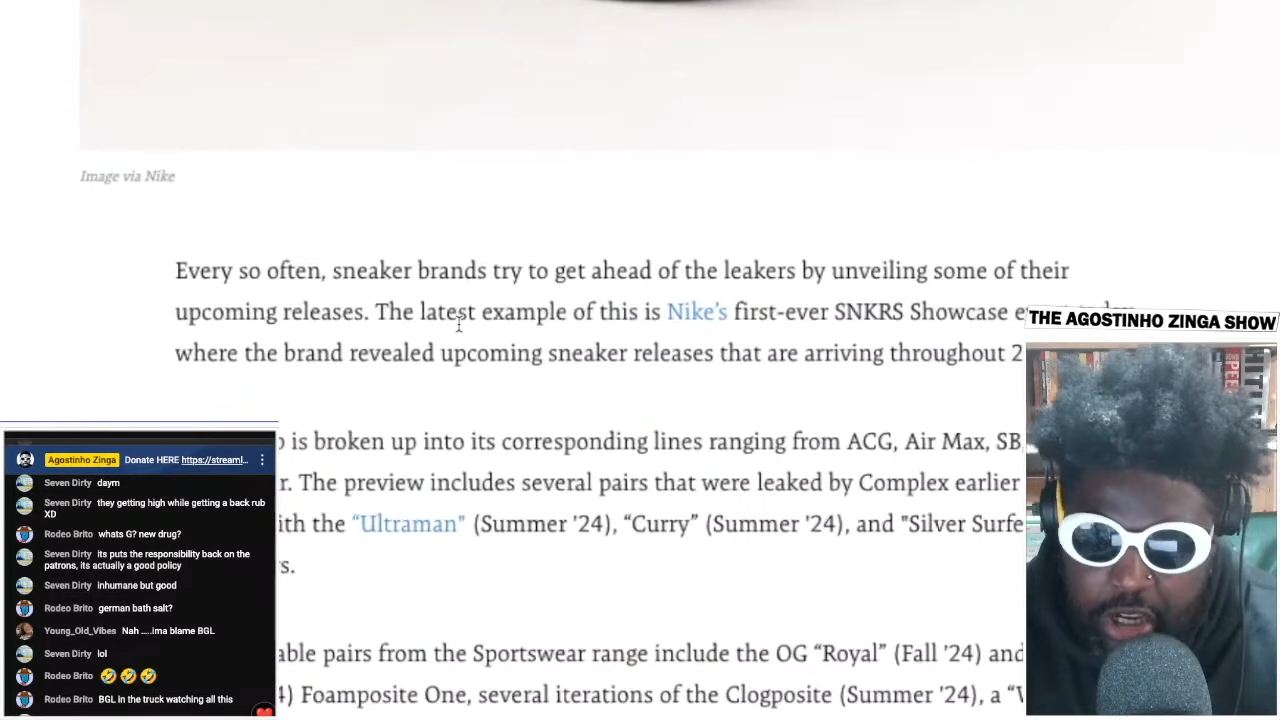 Image via Nike
Every so often, sneaker brands try to get ahead of the leakers by unveiling some of their
upcoming releases. The latest example of this is Nike's first-ever SNKRS Showcase
where the brand revealed upcoming sneaker releases that are arriving throughout
is broken up into its corresponding lines ranging from ACG, Air Max, SB,
The preview includes several pairs that were leaked by Complex earlier
the "Ultraman" (Summer '24), “Curry” (Summer '24), and "Silver
pairs from the Sportswear range include the OG “Royal” (Fall '24) and
Foamposite One, several iterations of the Clogposite (Summer '24), a
THE AGOSTINHO ZINGA SHOW
Agostinho Zinga Donate HERE https://streaml...
Seven Dirty daym
Seven Dirty they getting high while getting a back rub
XD
Rodeo Brito whats G? new drug?
Seven Dirty its puts the responsibility back on the
patrons, its actually a good policy
Seven Dirty inhumane but good
Rodeo Brito german bath salt?
Young_Old_Vibes Nah .....ima blame BGL
Seven Dirty lol
Rodeo Brito 🤣🤣🤣
Rodeo Brito BGL in the truck watching all this